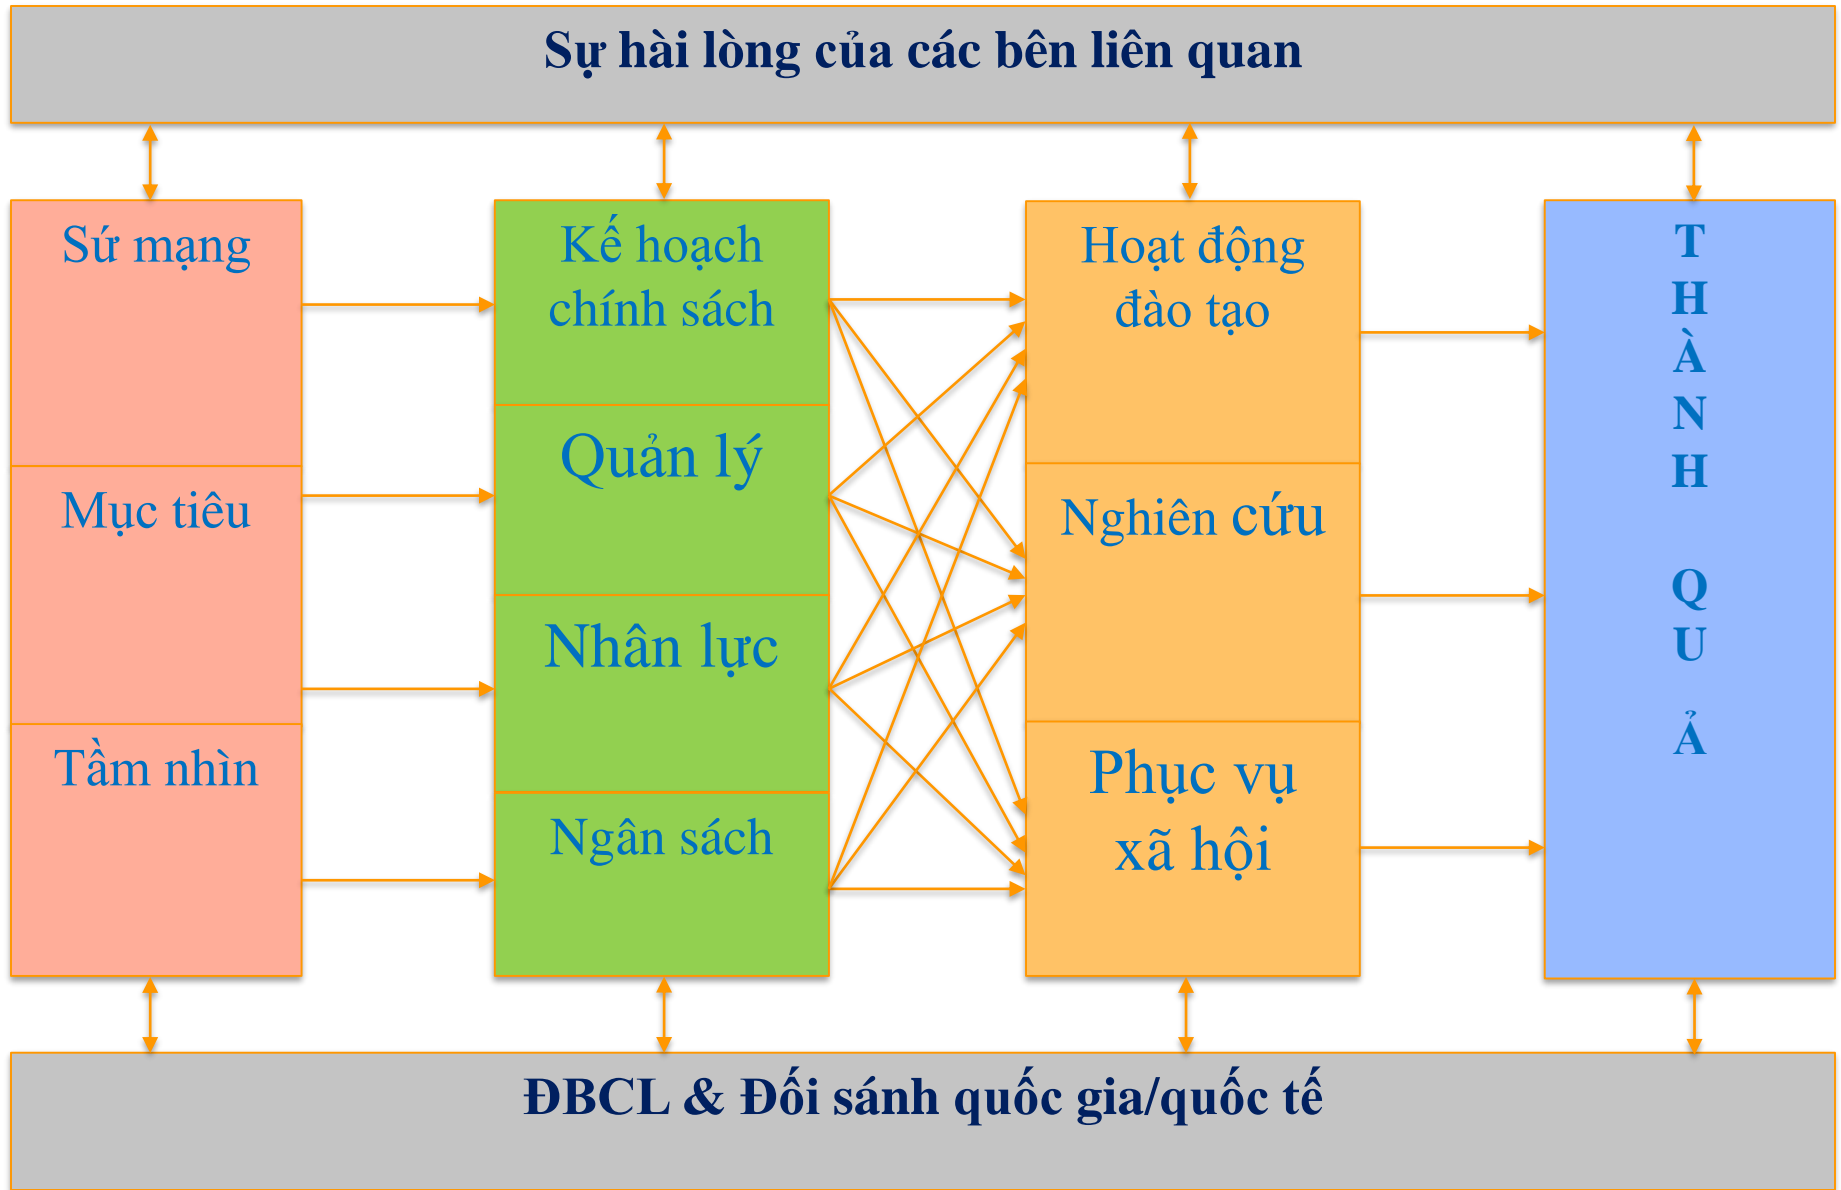 Sự hài lòng của các bên liên quan
Sứ mạng
Mục tiêu
Tầm nhìn
Kế hoạch
chính sách
Quản lý
Nhân lực
Ngân sách
Hoạt động
đào tạo
Nghiên cứu
Phục vụ
xã hội
T
H
À
N
H
Q
U
Ả
ĐBCL & Đối sánh quốc gia/quốc tế